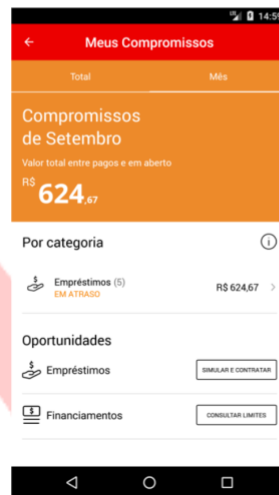 14:59
Meus Compromissos
Total Mês
Compromissos
de Setembro
Valor total entre pagos e em aberto
R$ 624,67
Por categoria
Empréstimos (5)
EM ATRASO
R$ 624,67
Oportunidades
Empréstimos SIMULAR E CONTRATAR
Financiamentos CONSULTAR LIMITES